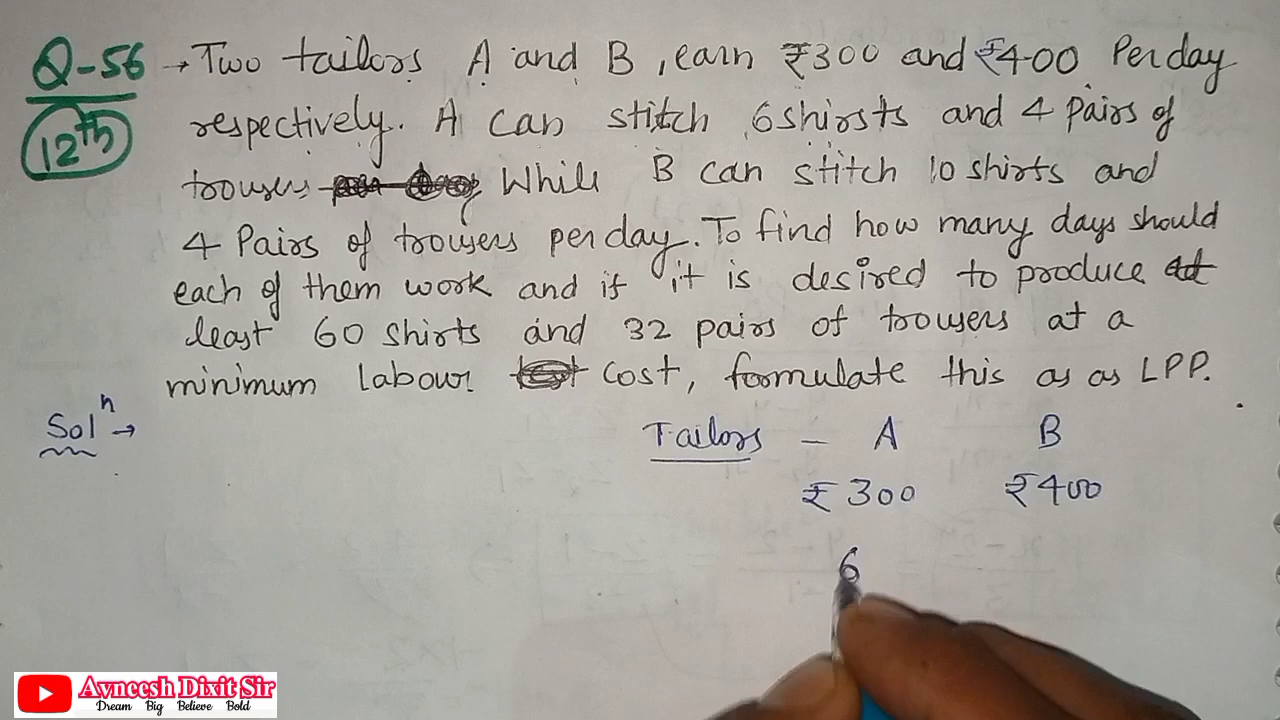 Q-56 → Two tailors A and B, earn ₹300 and ₹400 Per day
12th
respectively. A can stitch 6 shirsts and 4 Pairs of
trousers While B can stitch 10 shirts and
4 Pairs of trousers per day. To find how many days should
each of them work and if it is desired to produce at
least 60 shirts and 32 pairs of trousers at a
minimum labour cost, formulate this as as LPP.
Solⁿ →
Tailors - A B
₹300 ₹400
6
Avneesh Dixit Sir
Dream Big Believe Bold